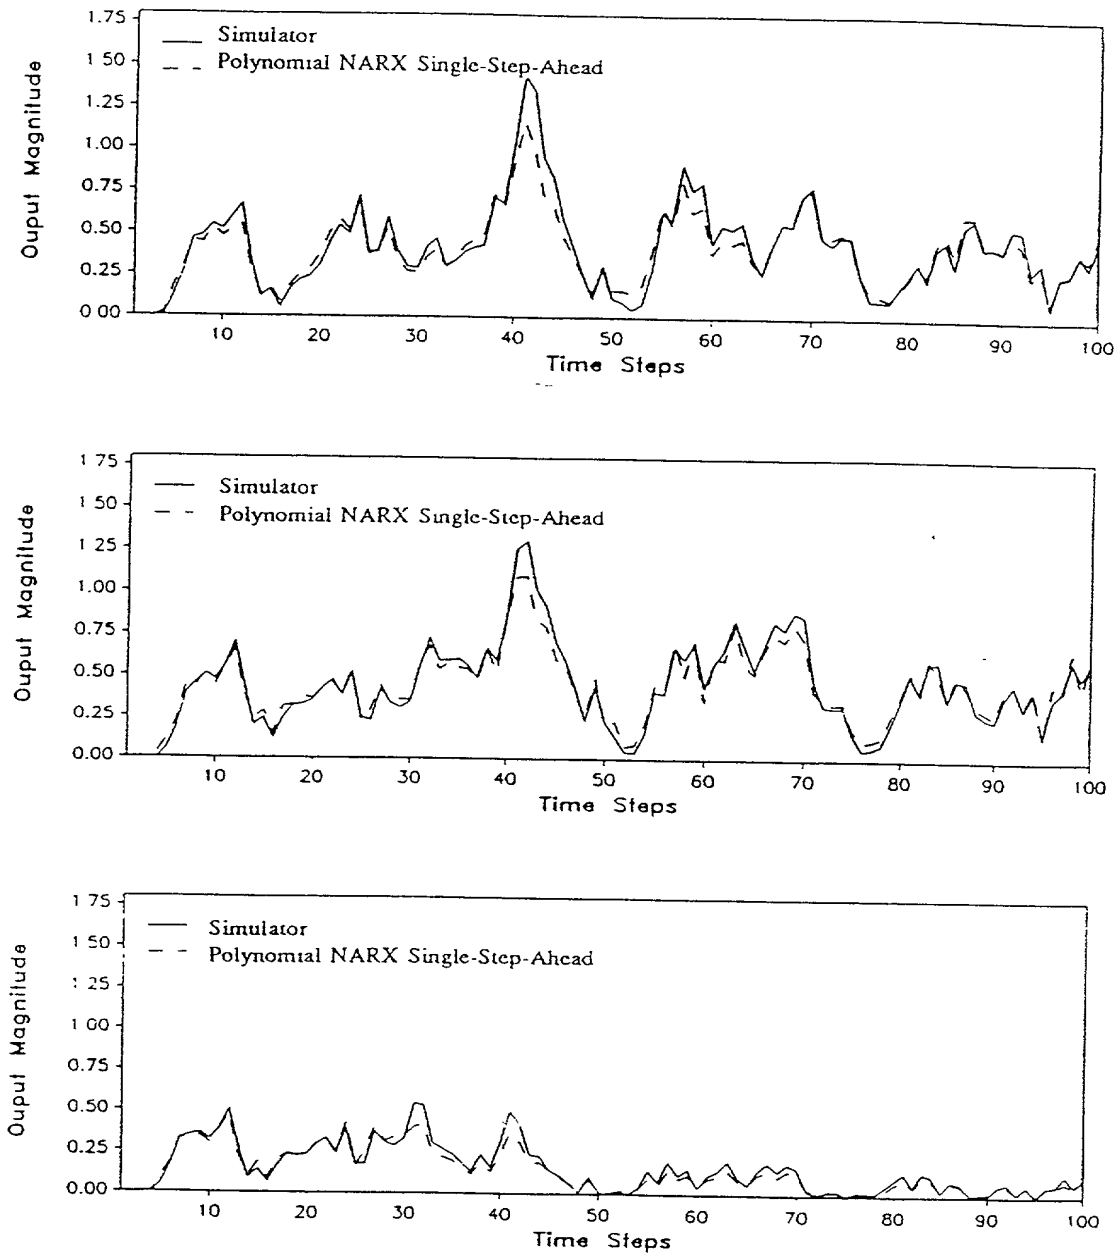 1.75
1.50
1.25
1.00
0.75
0.50
0.25
0.00
Ouput Magnitude
Simulator
Polynomial NARX Single-Step-Ahead
10 20 30 40 50 60 70 80 90 100
Time Steps
1 75
1 50
1 25
1.00
0.75
0.50
0.25
0.00
Ouput Magnitude
Simulator
Polynomial NARX Single-Step-Ahead
10 20 30 40 50 60 70 80 90 100
Time Steps
1 75
1 50
1 25
1 00
0.75
0.50
0.25
0.00
Ouput Magnitude
Simulator
Polynomial NARX Single-Step-Ahead
10 20 30 40 50 60 70 80 90 100
Time Steps